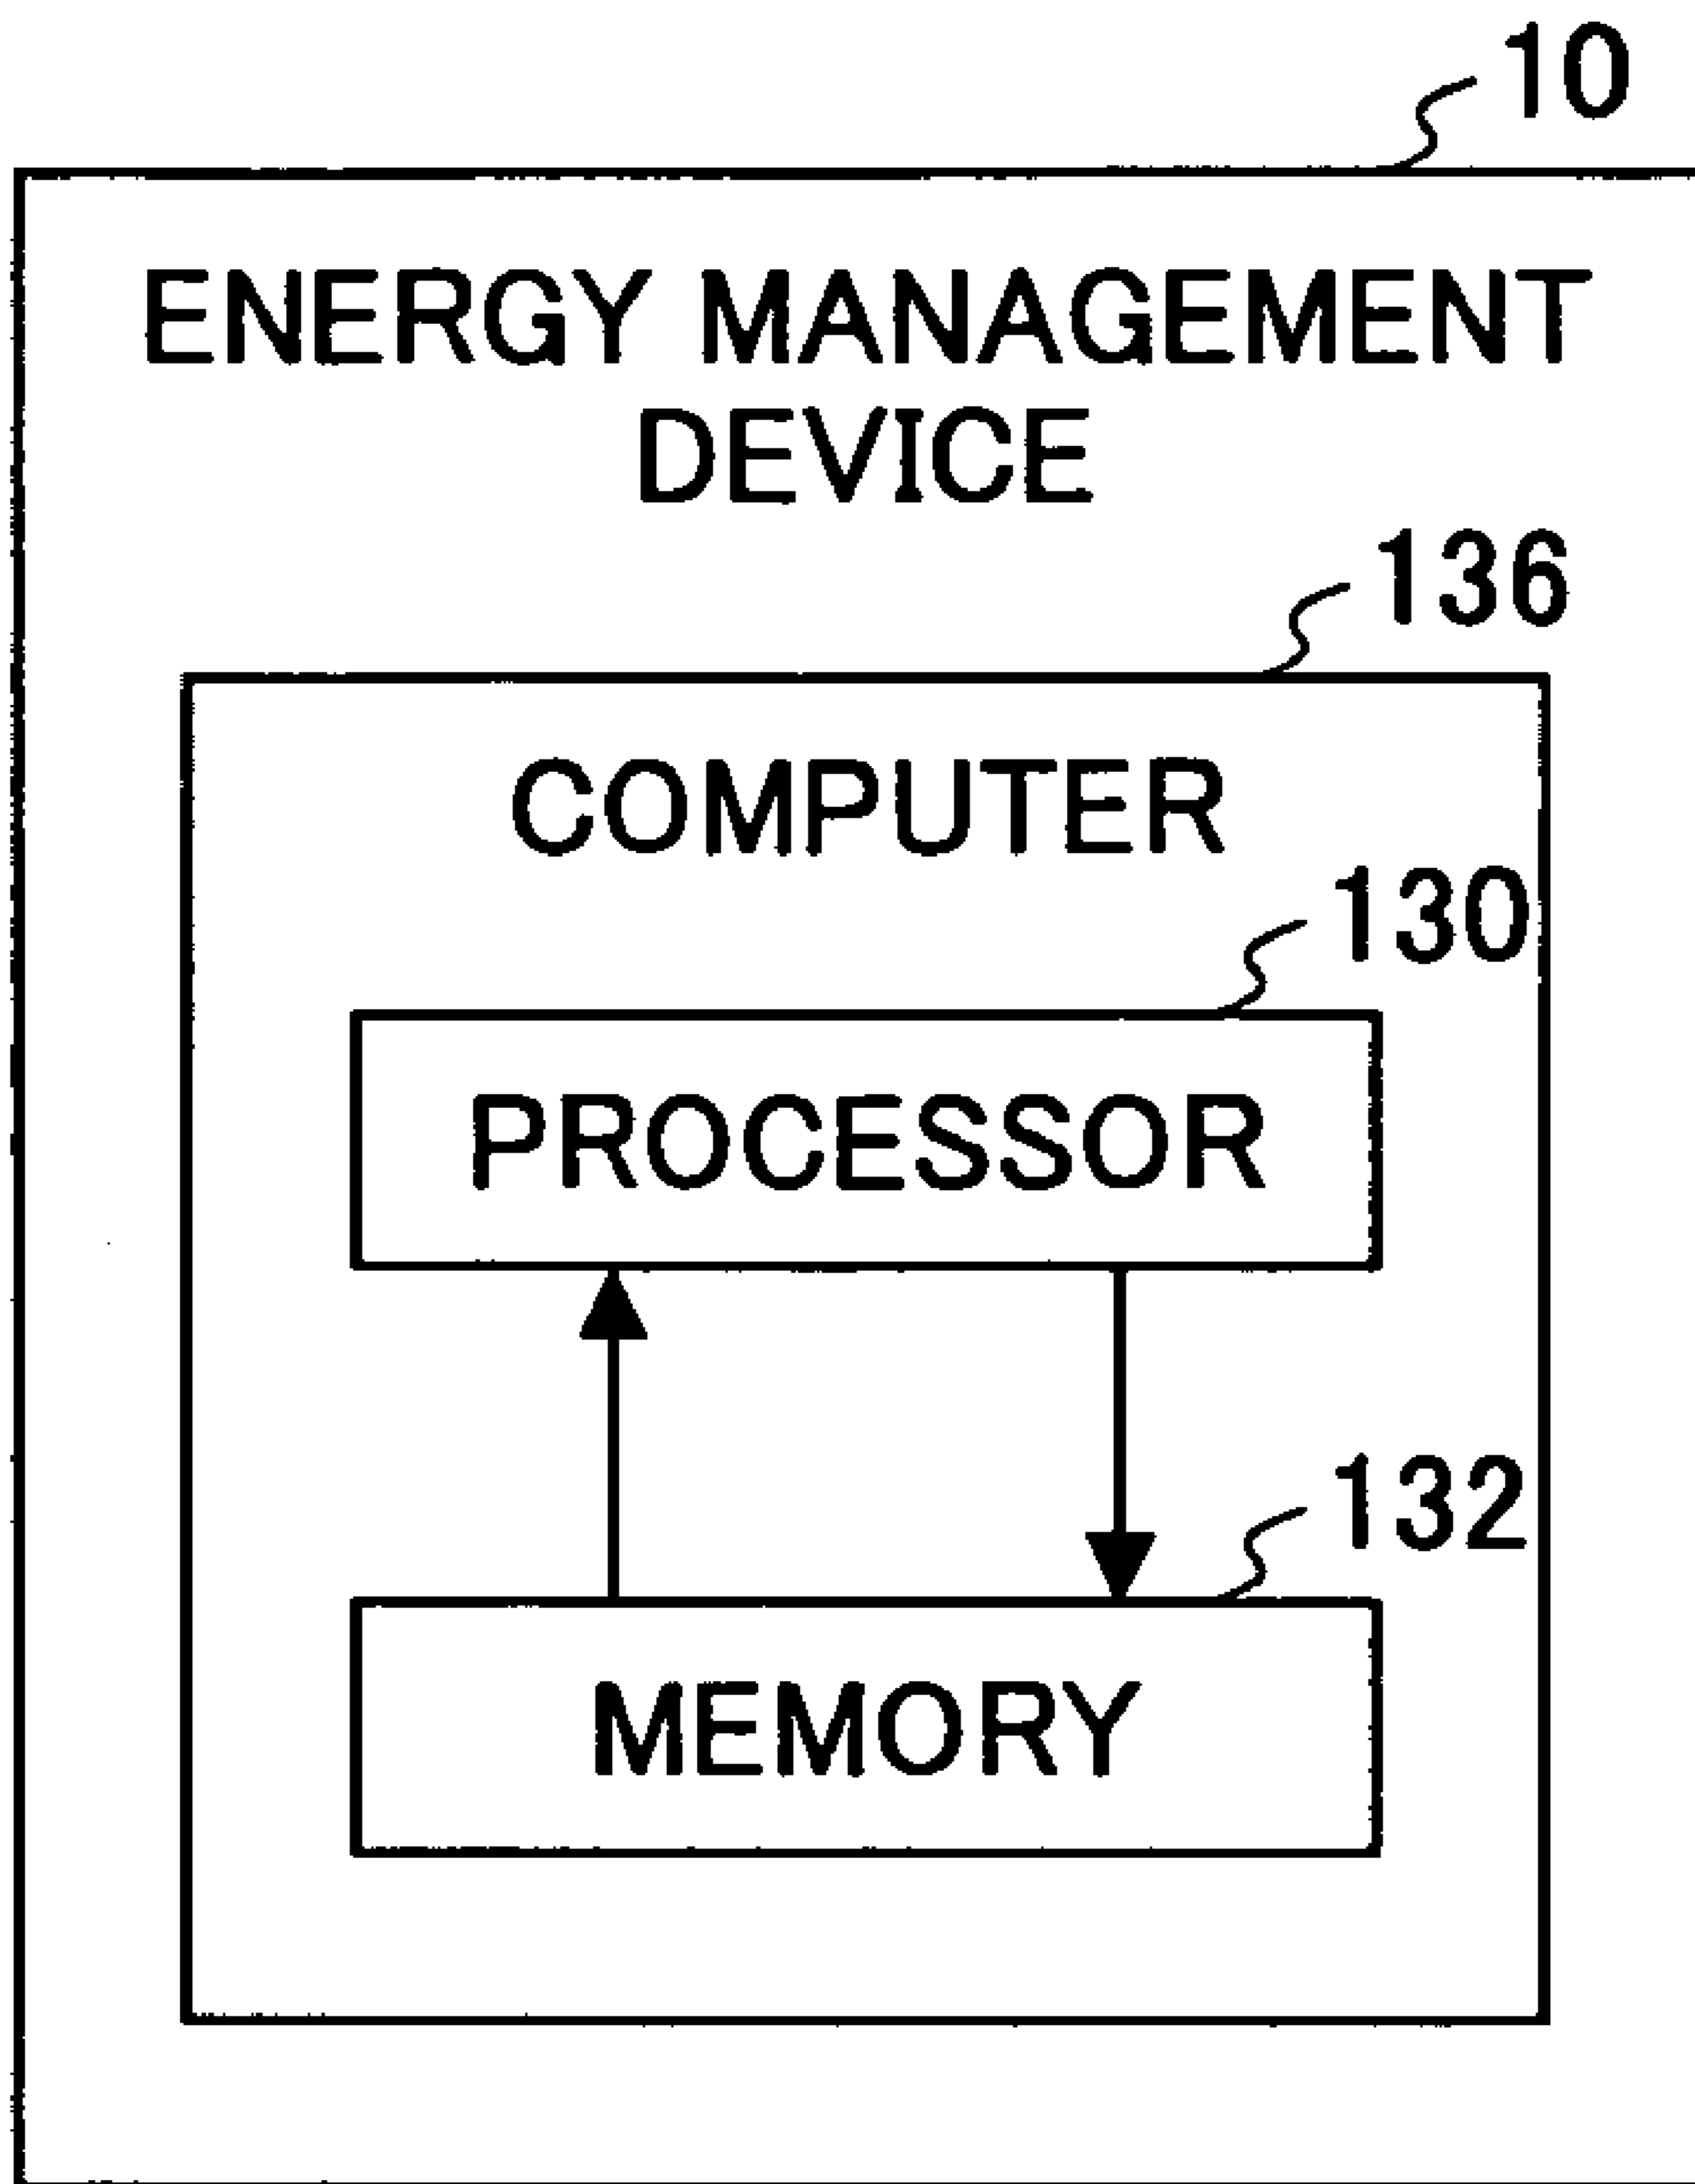 10
ENERGY MANAGEMENT
DEVICE
136
COMPUTER
130
PROCESSOR
132
MEMORY